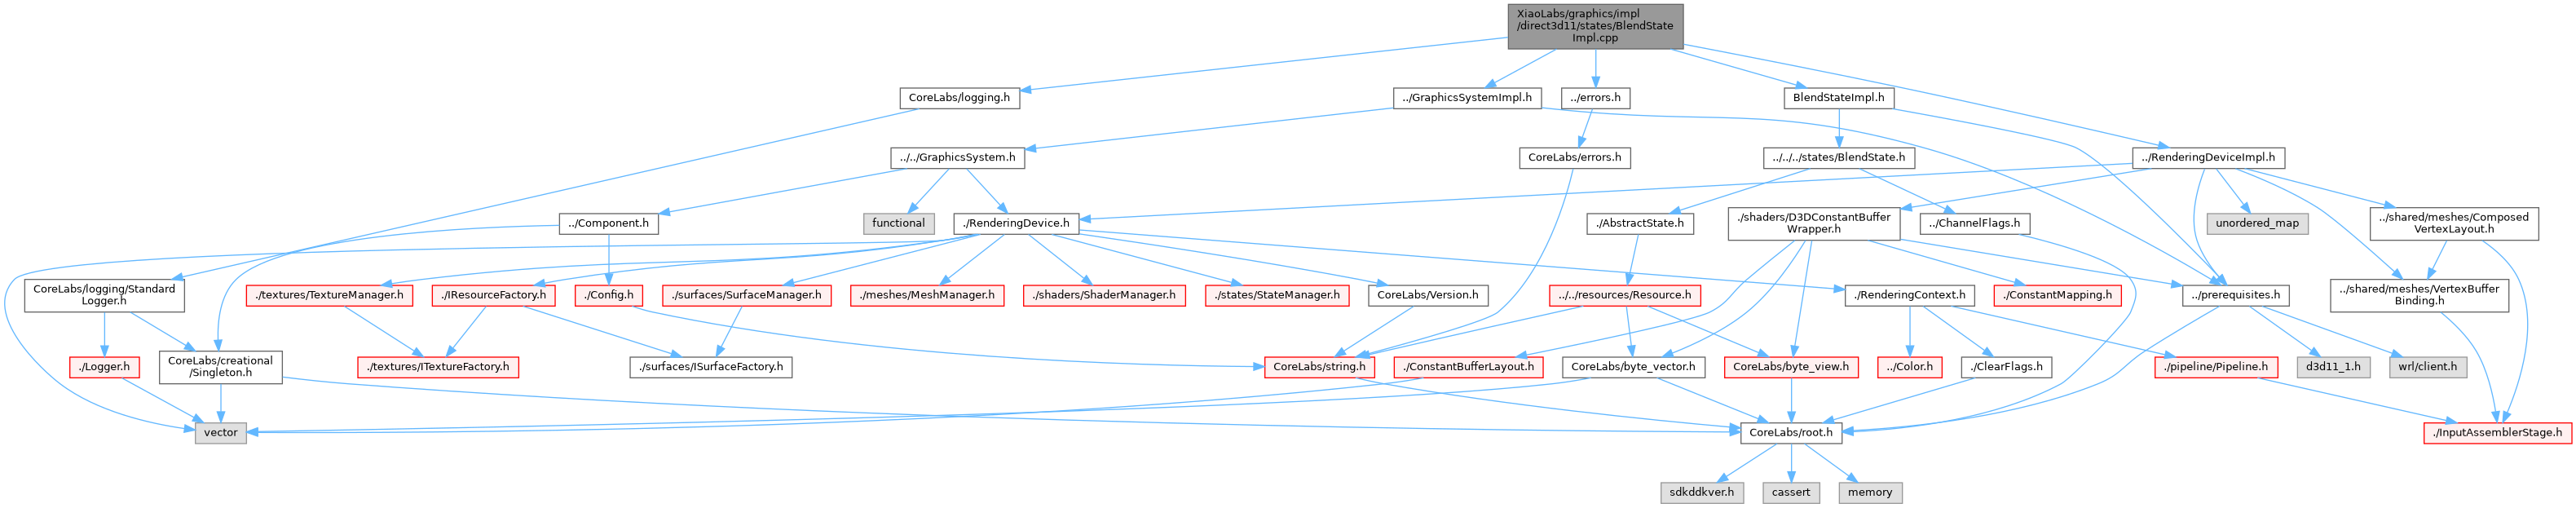 XiaoLabs/graphics/impl
/direct3d11/states/BlendState
Impl.cpp
CoreLabs/logging.h
../GraphicsSystemImpl.h
../errors.h
BlendStateImpl.h
../../GraphicsSystem.h
CoreLabs/errors.h
../../../states/BlendState.h
../RenderingDeviceImpl.h
../Component.h
functional
./RenderingDevice.h
./AbstractState.h
./shaders/D3DConstantBuffer
Wrapper.h
../ChannelFlags.h
unordered_map
../shared/meshes/Composed
VertexLayout.h
CoreLabs/logging/Standard
Logger.h
./textures/TextureManager.h
./IResourceFactory.h
./Config.h
./surfaces/SurfaceManager.h
./meshes/MeshManager.h
./shaders/ShaderManager.h
./states/StateManager.h
CoreLabs/Version.h
../../resources/Resource.h
./RenderingContext.h
./ConstantMapping.h
../prerequisites.h
../shared/meshes/VertexBuffer
Binding.h
./Logger.h
CoreLabs/creational
/Singleton.h
./textures/ITextureFactory.h
./surfaces/ISurfaceFactory.h
CoreLabs/string.h
./ConstantBufferLayout.h
CoreLabs/byte_vector.h
CoreLabs/byte_view.h
../Color.h
./ClearFlags.h
./pipeline/Pipeline.h
d3d11_1.h
wrl/client.h
vector
CoreLabs/root.h
./InputAssemblerStage.h
sdkddkver.h
cassert
memory